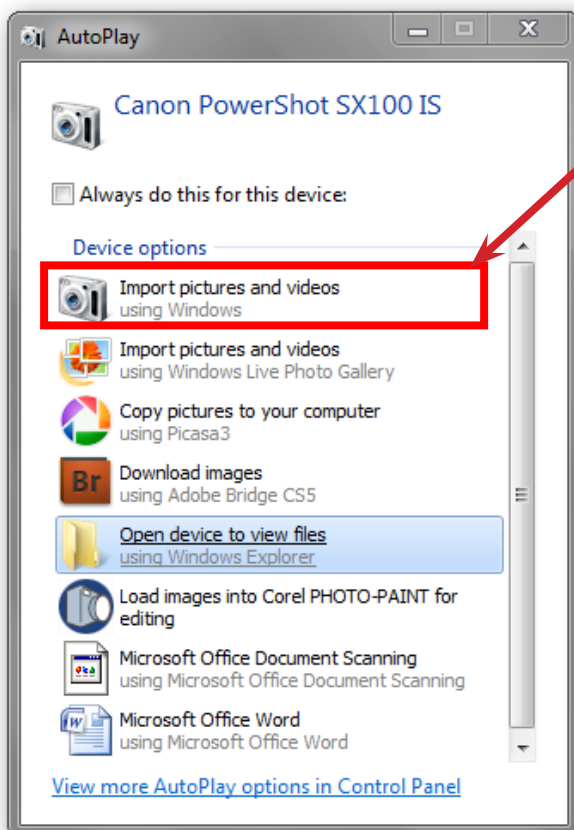 AutoPlay
Canon PowerShot SX100 IS
Always do this for this device:
Device options
Import pictures and videos
using Windows
Import pictures and videos
using Windows Live Photo Gallery
Copy pictures to your computer
using Picasa3
Br
Download images
using Adobe Bridge CS5
Open device to view files
using Windows Explorer
Load images into Corel PHOTO-PAINT for
editing
Microsoft Office Document Scanning
using Microsoft Office Document Scanning
W
Microsoft Office Word
using Microsoft Office Word
View more AutoPlay options in Control Panel